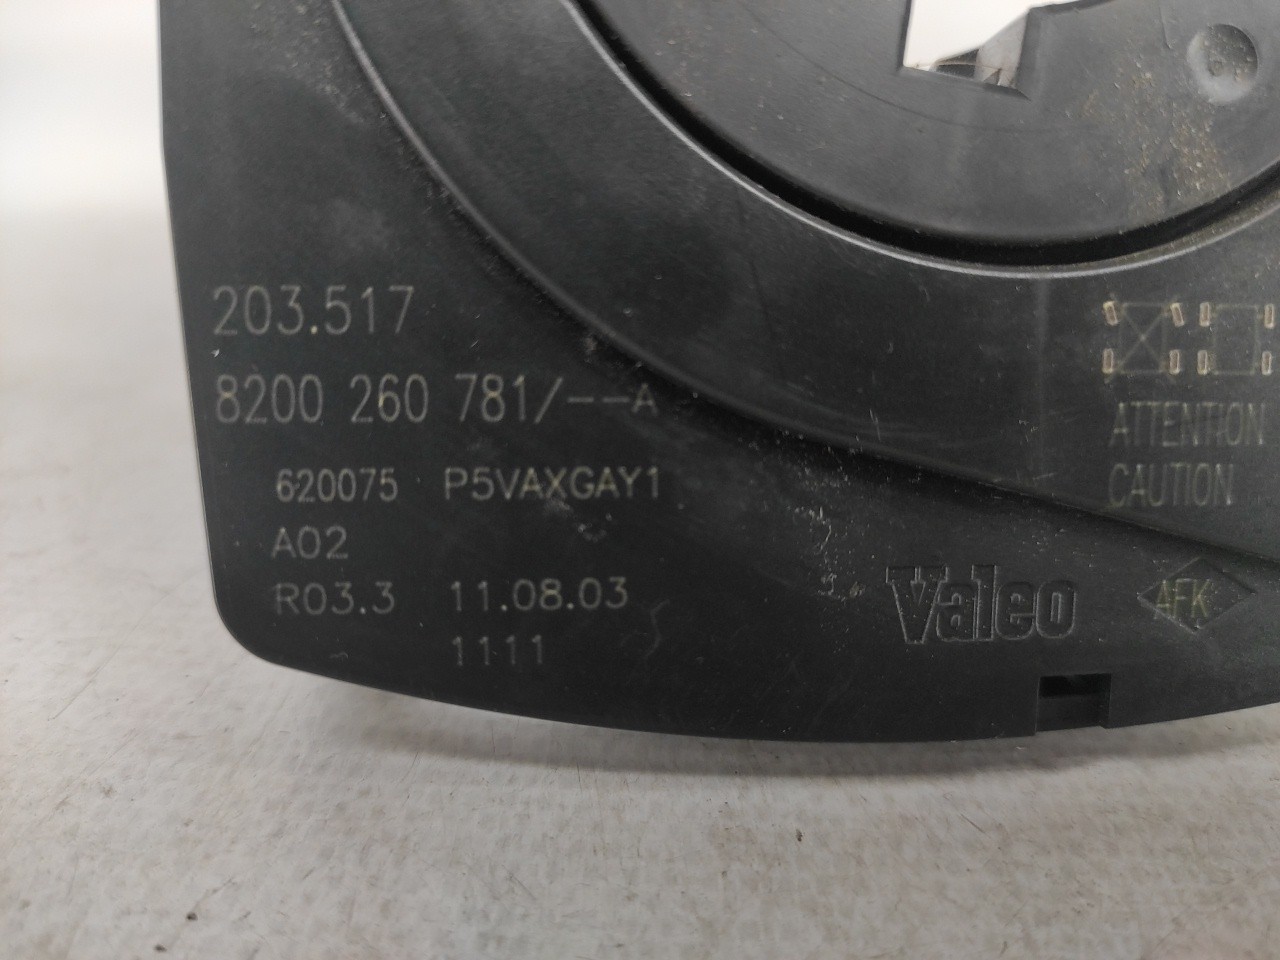 203.517
8200 260 781/--A
620075 P5VAXGAY1
A02
R03.3 11.08.03
1111
ATTENTION
CAUTION
Valeo
AFK